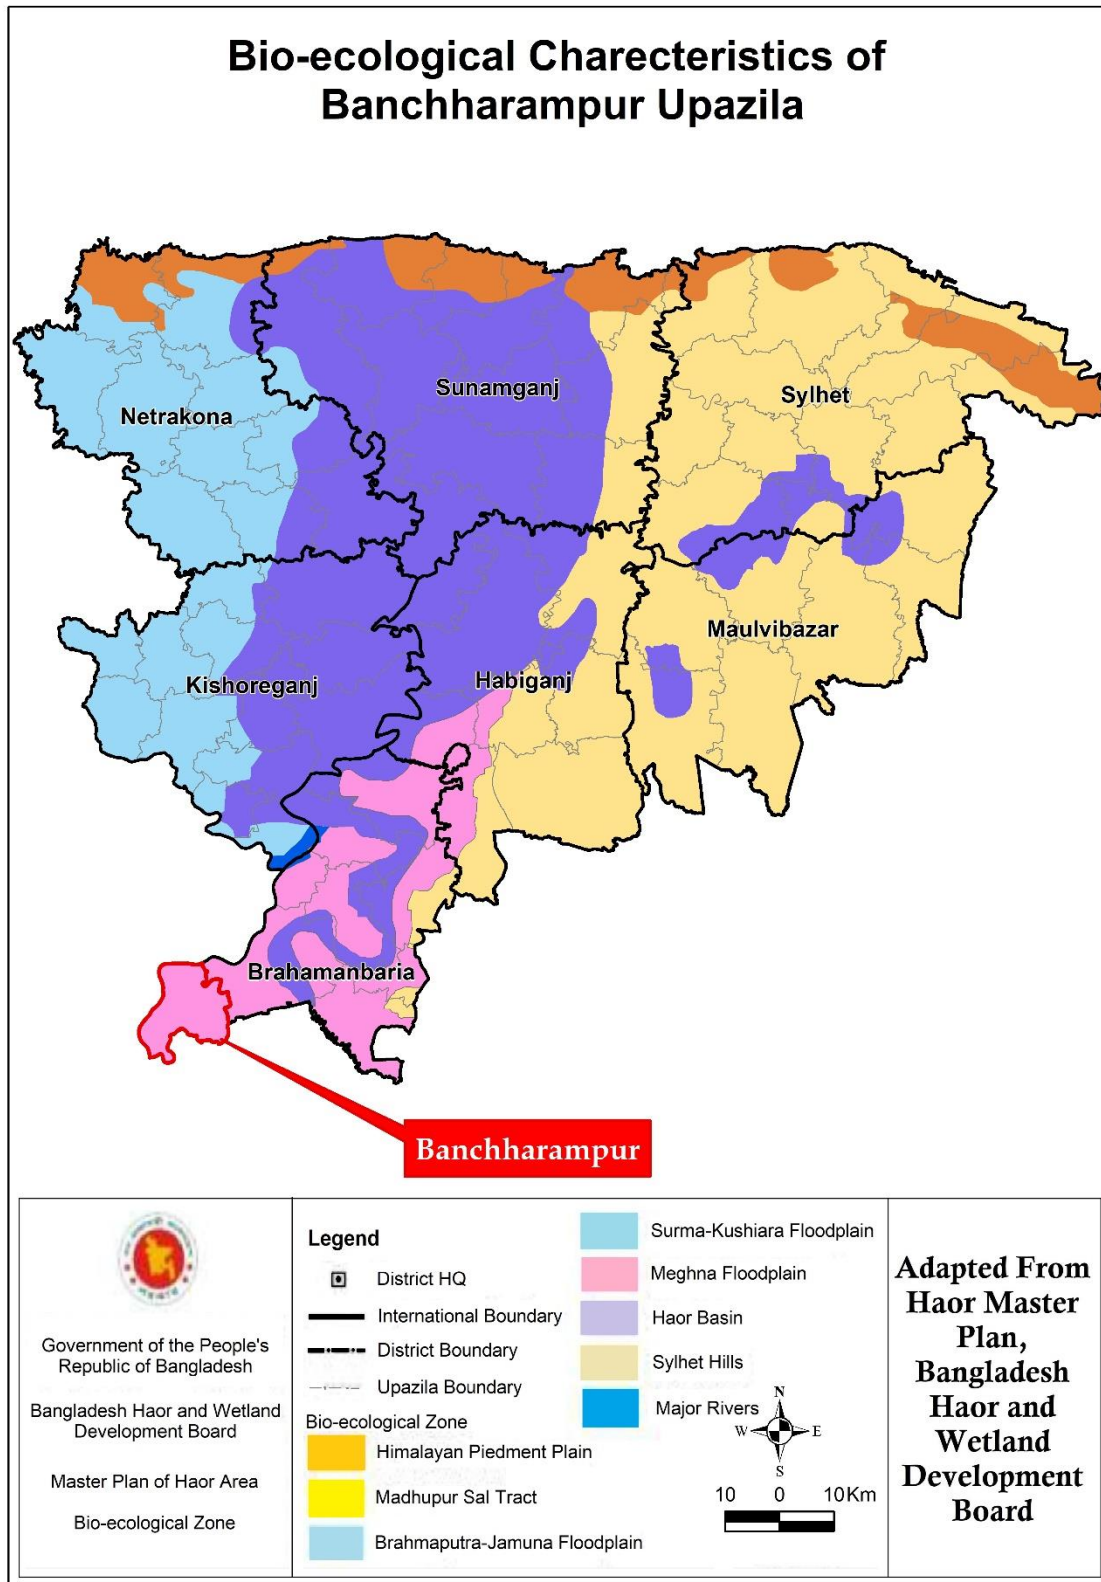 Bio-ecological Charecteristics of
Banchharampur Upazila
Sunamganj
Sylhet
Netrakona
Maulvibazar
Kishoreganj
Habiganj
Brahamanbaria
Banchharampur
Government of the People's
Republic of Bangladesh
Bangladesh Haor and Wetland
Development Board
Master Plan of Haor Area
Bio-ecological Zone
Legend
District HQ
International Boundary
District Boundary
Upazila Boundary
Bio-ecological Zone
Himalayan Piedment Plain
Madhupur Sal Tract
Brahmaputra-Jamuna Floodplain
Surma-Kushiara Floodplain
Meghna Floodplain
Haor Basin
Sylhet Hills
Major Rivers
N
W E
S
10 0 10Km
Adapted From
Haor Master
Plan,
Bangladesh
Haor and
Wetland
Development
Board